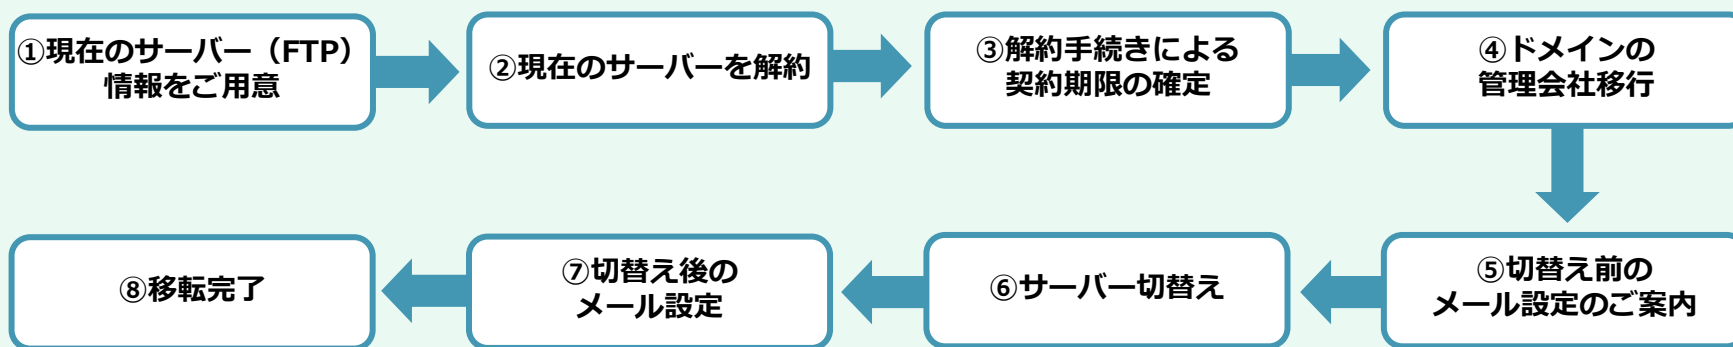 ①現在のサーバー（FTP）
情報をご用意
②現在のサーバーを解約
③解約手続きによる
契約期限の確定
④ドメインの
管理会社移行
⑤切替え前の
メール設定のご案内
⑥サーバー切替え
⑦切替え後の
メール設定
⑧移転完了